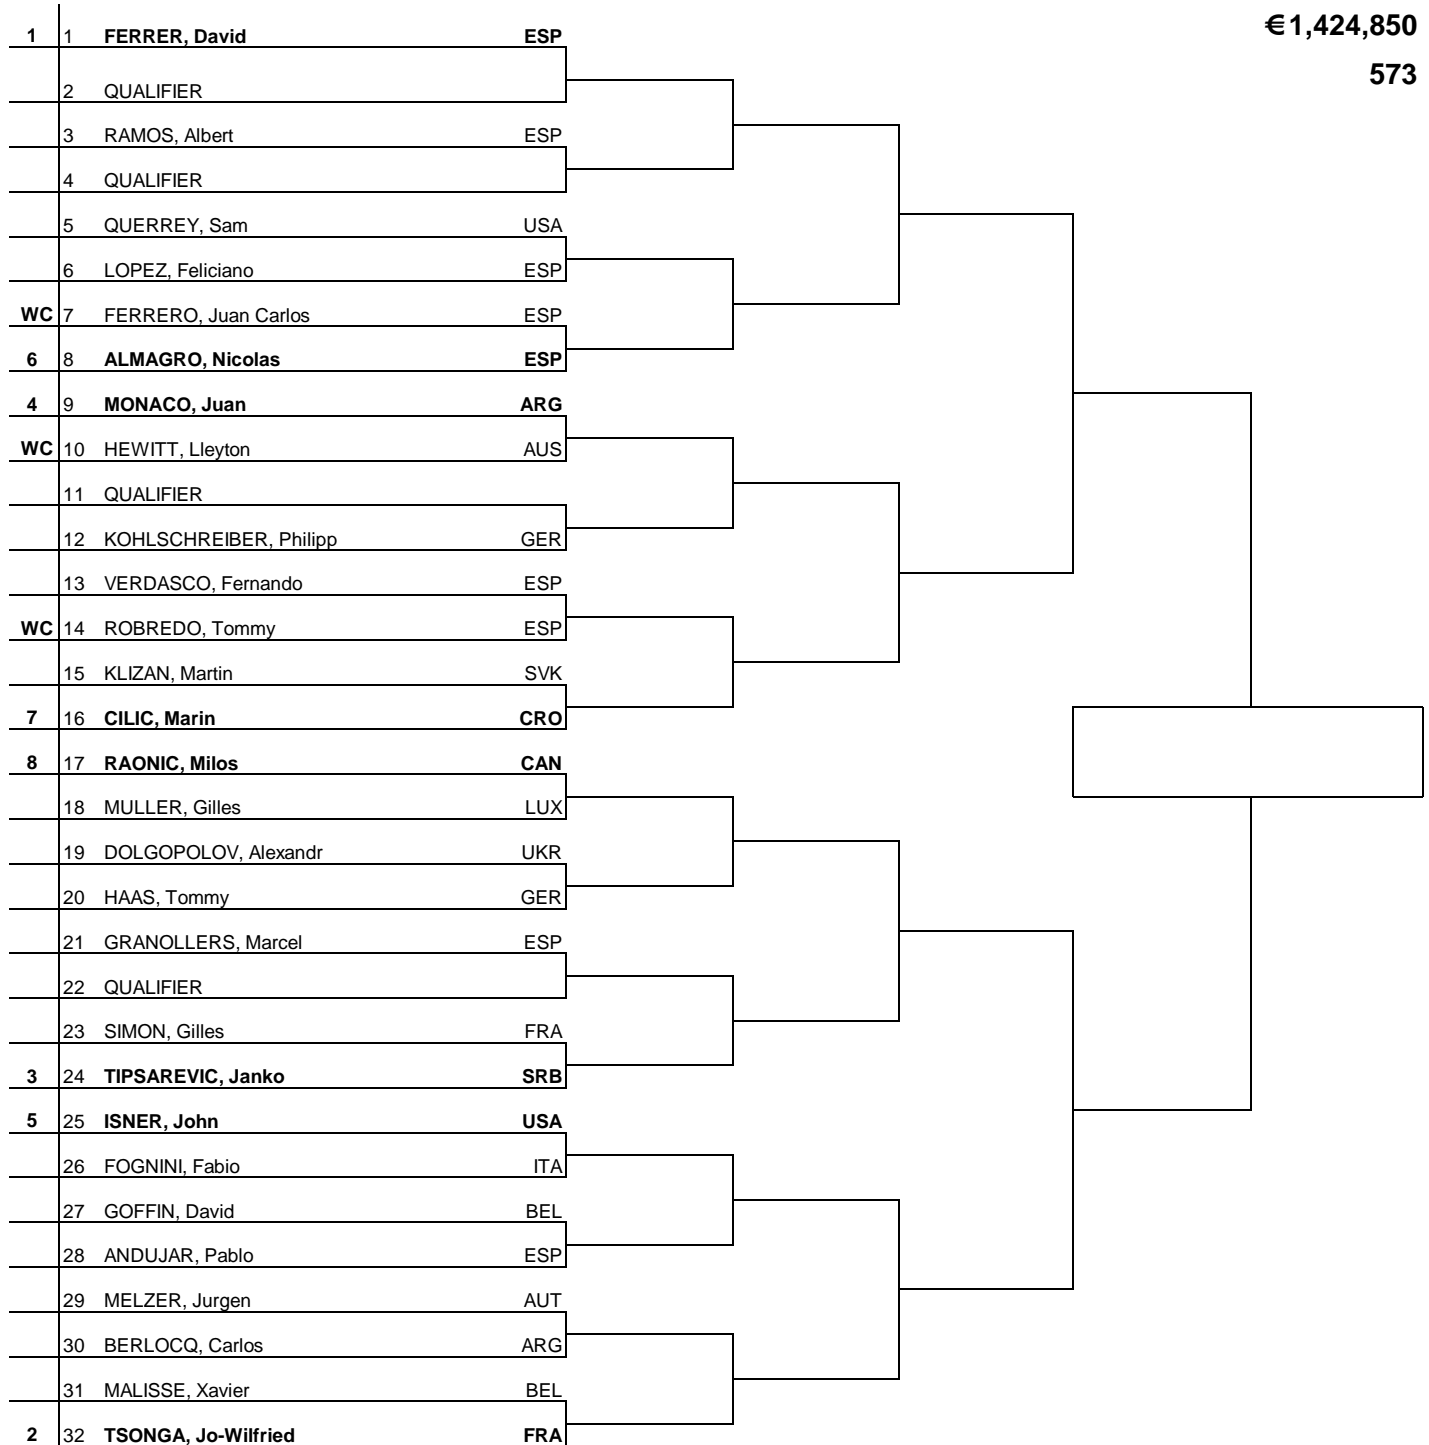 €1,424,850
573
1 1 FERRER, David ESP
2 QUALIFIER
3 RAMOS, Albert ESP
4 QUALIFIER
5 QUERREY, Sam USA
6 LOPEZ, Feliciano ESP
WC 7 FERRERO, Juan Carlos ESP
6 8 ALMAGRO, Nicolas ESP
4 9 MONACO, Juan ARG
WC 10 HEWITT, Lleyton AUS
11 QUALIFIER
12 KOHLSCHREIBER, Philipp GER
13 VERDASCO, Fernando ESP
WC 14 ROBREDO, Tommy ESP
15 KLIZAN, Martin SVK
7 16 CILIC, Marin CRO
8 17 RAONIC, Milos CAN
18 MULLER, Gilles LUX
19 DOLGOPOLOV, Alexandr UKR
20 HAAS, Tommy GER
21 GRANOLLERS, Marcel ESP
22 QUALIFIER
23 SIMON, Gilles FRA
3 24 TIPSAREVIC, Janko SRB
5 25 ISNER, John USA
26 FOGNINI, Fabio ITA
27 GOFFIN, David BEL
28 ANDUJAR, Pablo ESP
29 MELZER, Jurgen AUT
30 BERLOCQ, Carlos ARG
31 MALISSE, Xavier BEL
2 32 TSONGA, Jo-Wilfried FRA